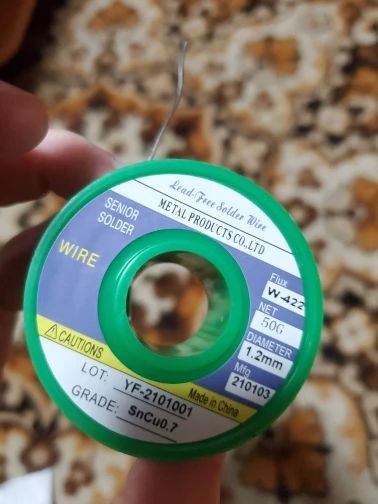 Lead-Free Solder Wire
METAL PRODUCTS CO.,LTD
SENIOR
SOLDER
WIRE
Flux
W-422
NET
50G
DIAMETER
1.2mm
Mfg
210103
CAUTIONS
LOT: YF-2101001
GRADE: SnCu0.7
Made in China